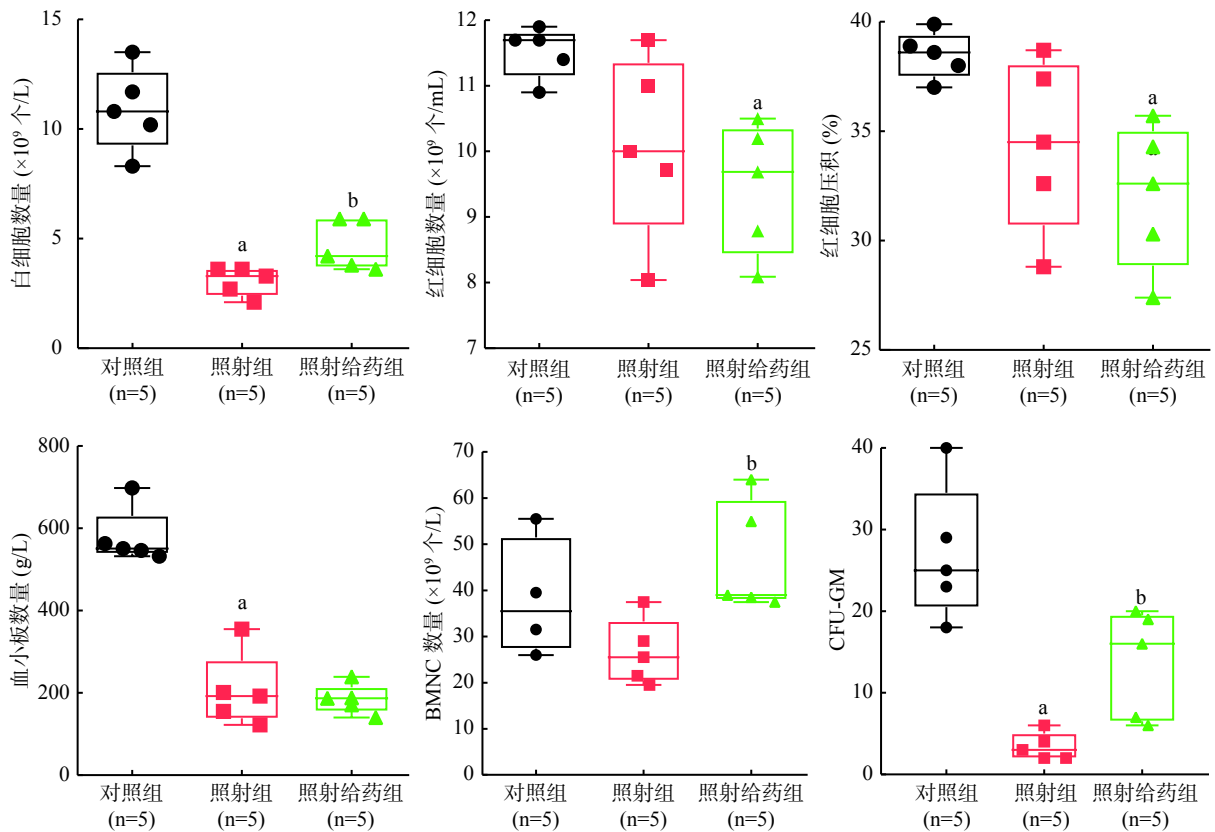 白细胞数量 (×10⁹ 个/L)
15
10
5
0
a
b
对照组
(n=5)
照射组
(n=5)
照射给药组
(n=5)
红细胞数量 (×10⁹ 个/mL)
12
11
10
9
8
7
a
对照组
(n=5)
照射组
(n=5)
照射给药组
(n=5)
红细胞压积 (%)
40
35
30
25
a
对照组
(n=5)
照射组
(n=5)
照射给药组
(n=5)
血小板数量 (g/L)
800
600
400
200
0
a
对照组
(n=5)
照射组
(n=5)
照射给药组
(n=5)
BMNC 数量 (×10⁹ 个/L)
70
60
50
40
30
20
10
0
b
对照组
(n=5)
照射组
(n=5)
照射给药组
(n=5)
CFU-GM
40
30
20
10
0
a
b
对照组
(n=5)
照射组
(n=5)
照射给药组
(n=5)